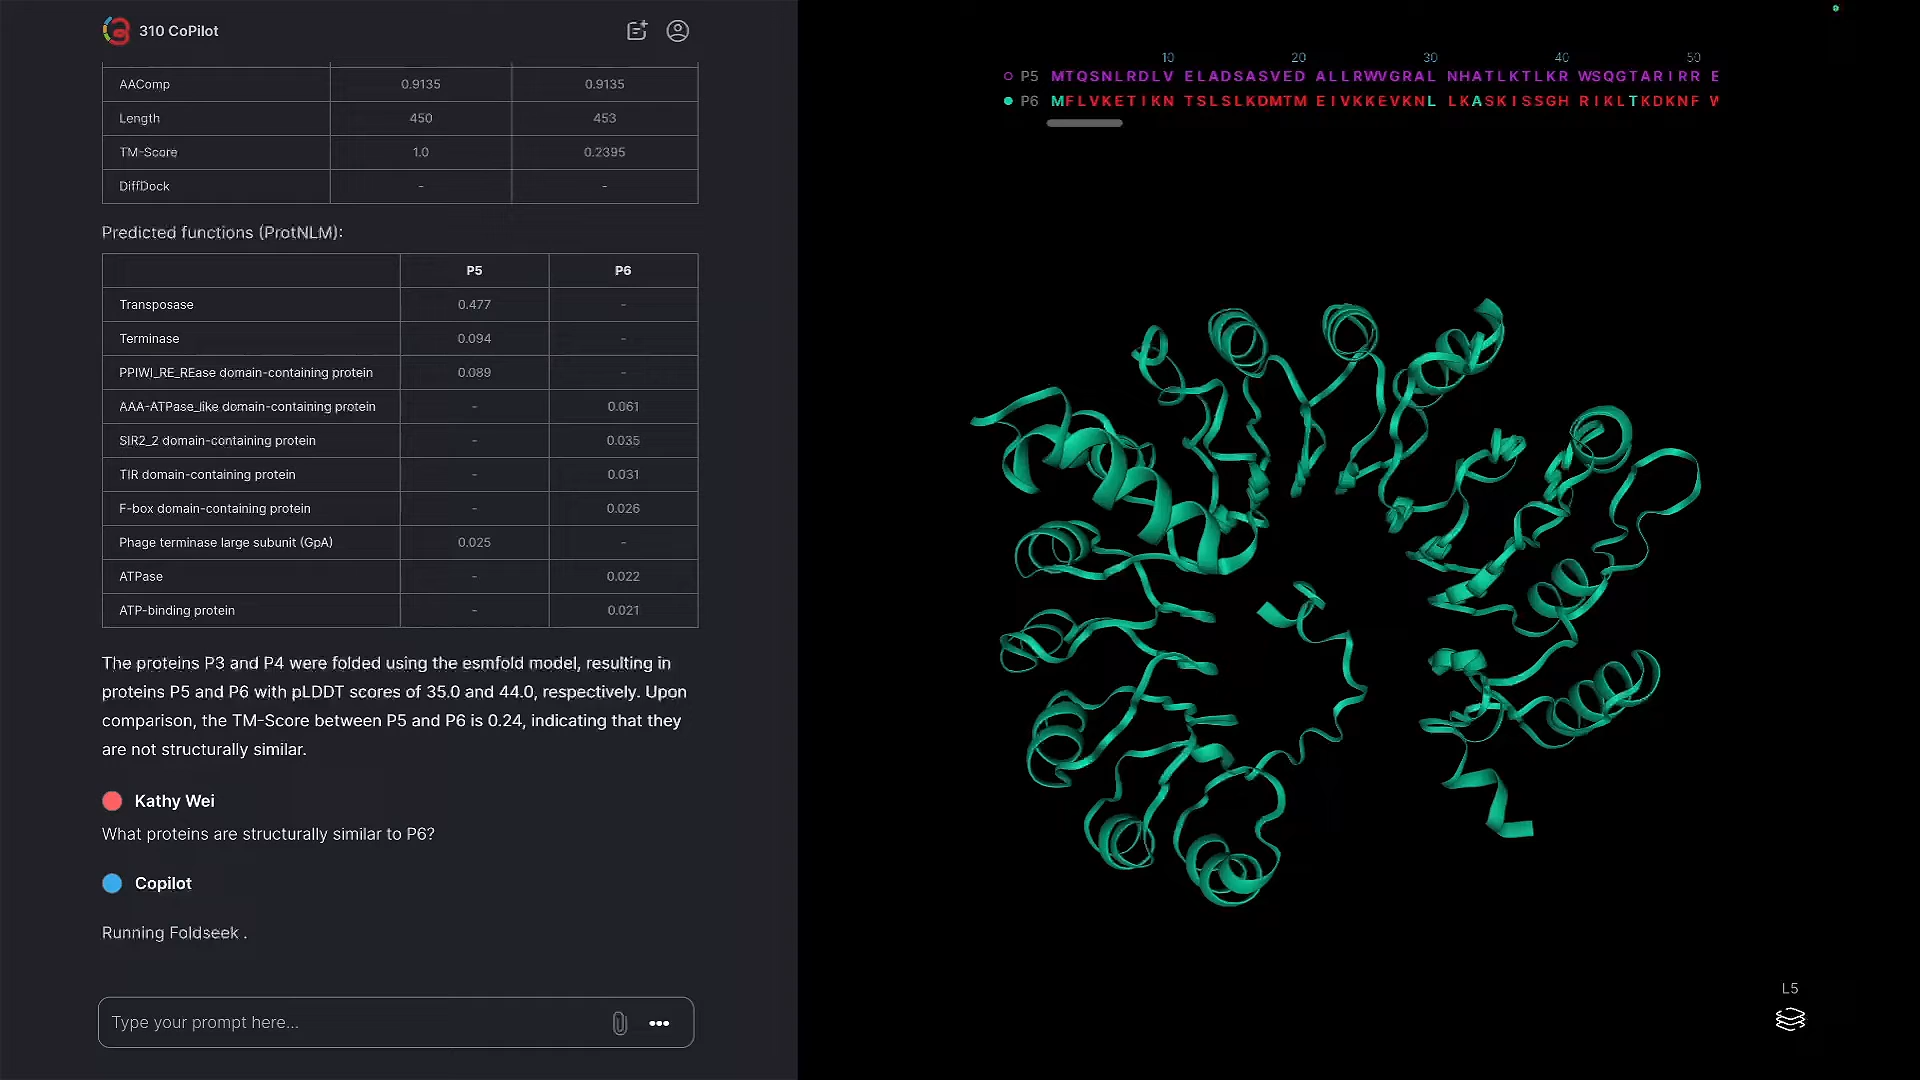 310 CoPilot
AAComp 0.9135 0.9135
Length 450 453
TM-Score 1.0 0.2395
DiffDock - -
Predicted functions (ProtNLM):
P5 P6
Transposase 0.477 -
Terminase 0.094 -
PPIWI_RE_REase domain-containing protein 0.089 -
AAA-ATPase_like domain-containing protein - 0.061
SIR2_2 domain-containing protein - 0.035
TIR domain-containing protein - 0.031
F-box domain-containing protein - 0.026
Phage terminase large subunit (GpA) 0.025 -
ATPase - 0.022
ATP-binding protein - 0.021
The proteins P3 and P4 were folded using the esmfold model, resulting in
proteins P5 and P6 with pLDDT scores of 35.0 and 44.0, respectively. Upon
comparison, the TM-Score between P5 and P6 is 0.24, indicating that they
are not structurally similar.
Kathy Wei
What proteins are structurally similar to P6?
Copilot
Running Foldseek .
Type your prompt here...
10 20 30 40 50
P5 MTQSNLRDLV ELADSASVED ALLRWVGRAL NHATLKTLKR WSQGTARIRR E
P6 MFLVKETIKN TSLSLKDMTM EIVKKEVKNL LKASKISSGH RIKLTKDKNF W
L5